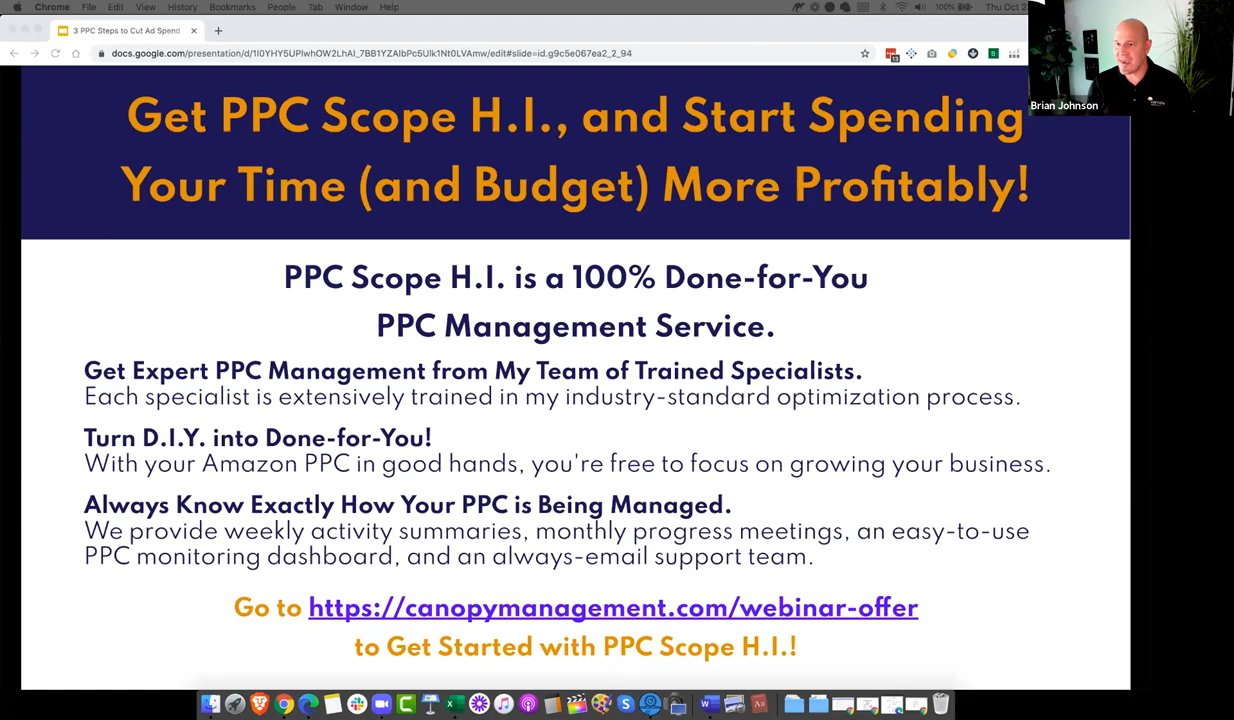 Chrome File Edit View History Bookmarks People Tab Window Help 100% Thu Oct 2
3 PPC Steps to Cut Ad Spend
docs.google.com/presentation/d/1l0YHY5UPlwhOW2LhAl_7BB1YZAlbPc5Ulk1Nt0LVAmw/edit#slide=id.g9c5e067ea2_2_94
Brian Johnson
Get PPC Scope H.I., and Start Spending
Your Time (and Budget) More Profitably!
PPC Scope H.I. is a 100% Done-for-You
PPC Management Service.
Get Expert PPC Management from My Team of Trained Specialists.
Each specialist is extensively trained in my industry-standard optimization process.
Turn D.I.Y. into Done-for-You!
With your Amazon PPC in good hands, you're free to focus on growing your business.
Always Know Exactly How Your PPC is Being Managed.
We provide weekly activity summaries, monthly progress meetings, an easy-to-use
PPC monitoring dashboard, and an always-email support team.
Go to https://canopymanagement.com/webinar-offer
to Get Started with PPC Scope H.I.!